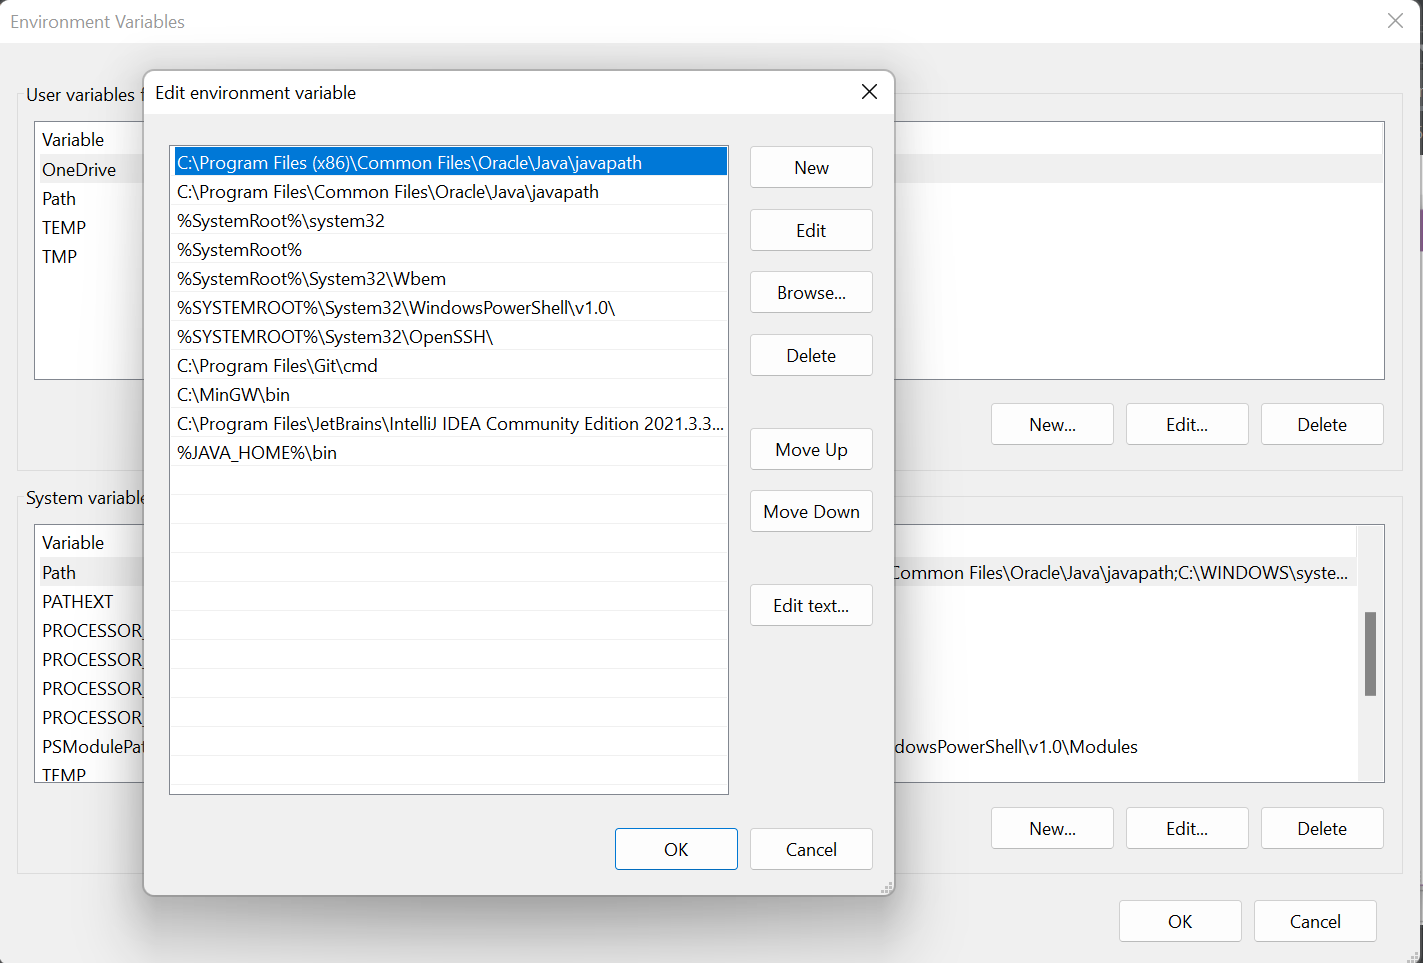 Environment Variables
Edit environment variable
User variables
Variable
OneDrive
Path
TEMP
TMP
C:\Program Files (x86)\Common Files\Oracle\Java\javapath
C:\Program Files\Common Files\Oracle\Java\javapath
%SystemRoot%\system32
%SystemRoot%
%SystemRoot%\System32\Wbem
%SYSTEMROOT%\System32\WindowsPowerShell\v1.0\
%SYSTEMROOT%\System32\OpenSSH\
C:\Program Files\Git\cmd
C:\MinGW\bin
C:\Program Files\JetBrains\IntelliJ IDEA Community Edition 2021.3.3...
%JAVA_HOME%\bin
New
Edit
Browse...
Delete
Move Up
Move Down
Edit text...
OK
Cancel
New...
Edit...
Delete
System variable
Variable
Path
Common Files\Oracle\Java\javapath;C:\WINDOWS\syste...
PATHEXT
PROCESSOR_
PROCESSOR_
PROCESSOR_
PROCESSOR_
PSModulePat
dowsPowerShell\v1.0\Modules
TEMP
New...
Edit...
Delete
OK
Cancel